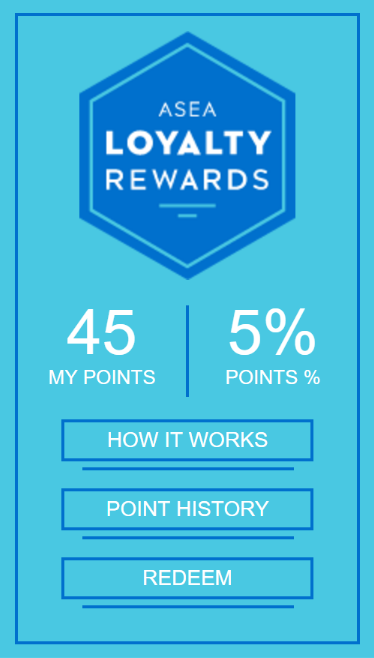 ASEA
LOYALTY
REWARDS
45
MY POINTS
5%
POINTS %
HOW IT WORKS
POINT HISTORY
REDEEM